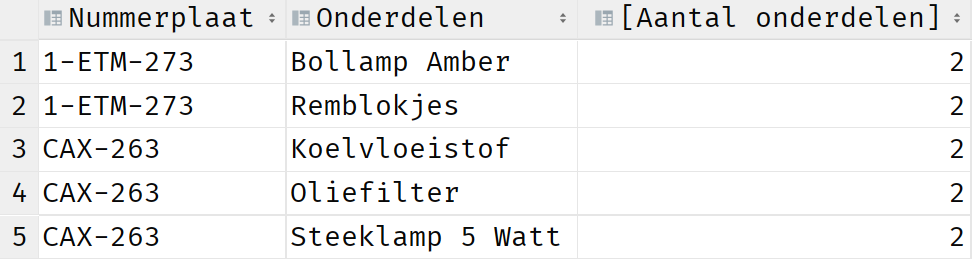 Nummerplaat Onderdelen [Aantal onderdelen]
1 1-ETM-273 Bollamp Amber 2
2 1-ETM-273 Remblokjes 2
3 CAX-263 Koelvloeistof 2
4 CAX-263 Oliefilter 2
5 CAX-263 Steeklamp 5 Watt 2